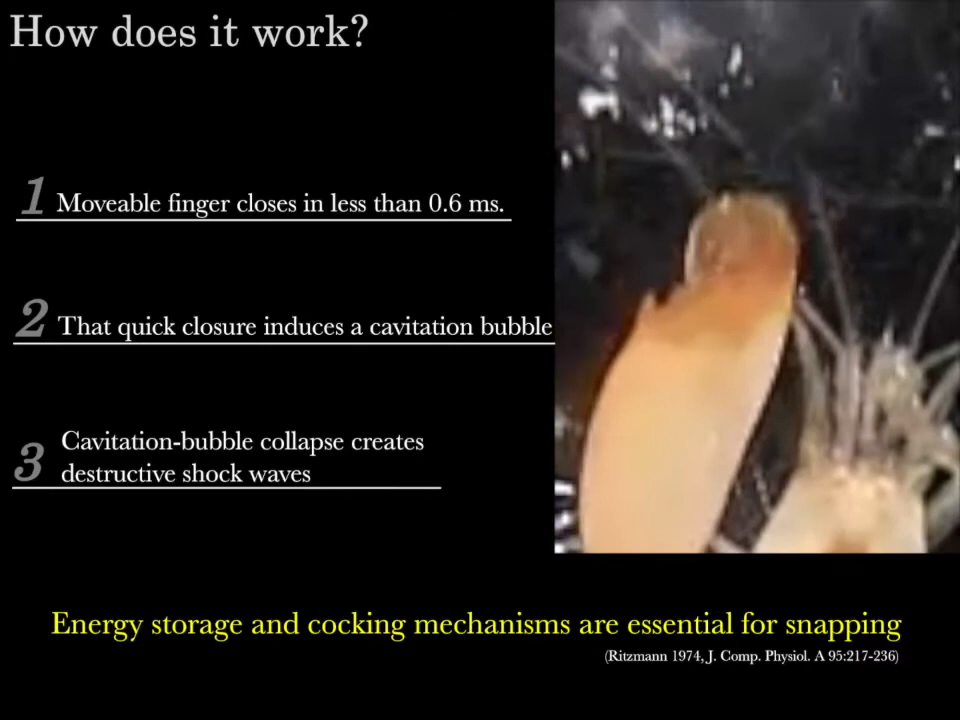 How does it work?
1 Moveable finger closes in less than 0.6 ms.
2 That quick closure induces a cavitation bubble
3 Cavitation-bubble collapse creates
destructive shock waves
Energy storage and cocking mechanisms are essential for snapping
(Ritzmann 1974, J. Comp. Physiol. A 95:217-236)